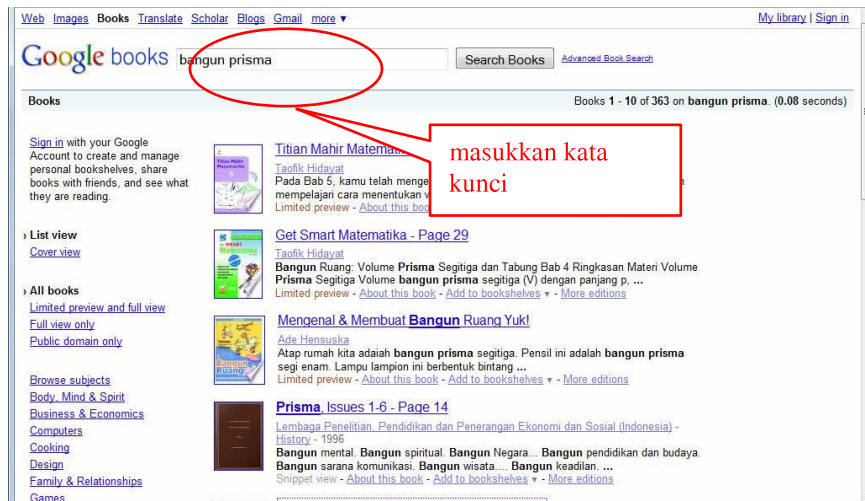 Web Images Books Translate Scholar Blogs Gmail more ▼
My library | Sign in
Google books bangun prisma Search Books Advanced Book Search
Books
Books 1 - 10 of 363 on bangun prisma. (0.08 seconds)
Sign in with your Google
Account to create and manage
personal bookshelves, share
books with friends, and see what
they are reading.
› List view
Cover view
› All books
Limited preview and full view
Full view only
Public domain only
Browse subjects
Body, Mind & Spirit
Business & Economics
Computers
Cooking
Design
Family & Relationships
Games
Titian Mahir
Taofik Hidayat
Pada Bab 5, kamu telah
mempelajari cara menentukan
Limited preview - About this
masukkan kata
kunci
Get Smart Matematika - Page 29
Taofik Hidayat
Bangun Ruang: Volume Prisma Segitiga dan Tabung Bab 4 Ringkasan Materi Volume
Prisma Segitiga Volume bangun prisma segitiga (V) dengan panjang p, ...
Limited preview - About this book - Add to bookshelves ▼ - More editions
Mengenal & Membuat Bangun Ruang Yuk!
Ade Hensuska
Atap rumah kita adaiah bangun prisma segitiga. Pensil ini adalah bangun prisma
segi enam. Lampu lampion ini berbentuk bintang ...
Limited preview - About this book - Add to bookshelves ▼ - More editions
Prisma, Issues 1-6 - Page 14
Lembaga Penelitian, Pendidikan dan Penerangan Ekonomi dan Sosial (Indonesia) -
History - 1996
Bangun mental. Bangun spiritual. Bangun Negara... Bangun pendidikan dan budaya.
Bangun sarana komunikasi. Bangun wisata.... Bangun keadilan. ...
Snippet view - About this book - Add to bookshelves ▼ - More editions